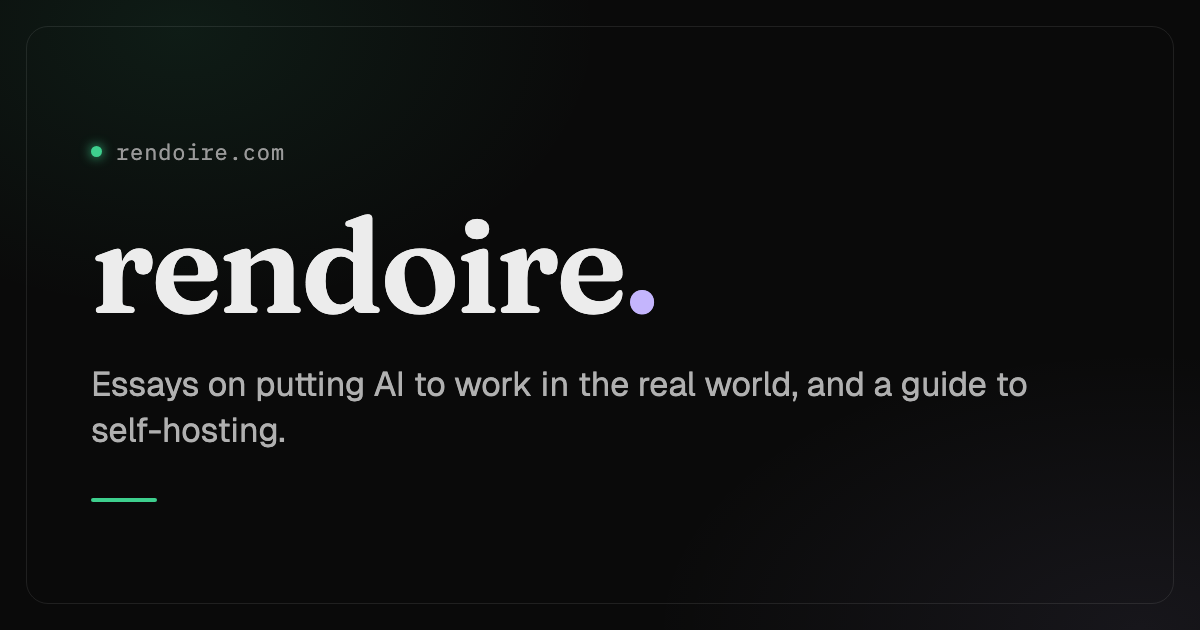 rendoire.com
rendoire.
Essays on putting AI to work in the real world, and a guide to
self-hosting.